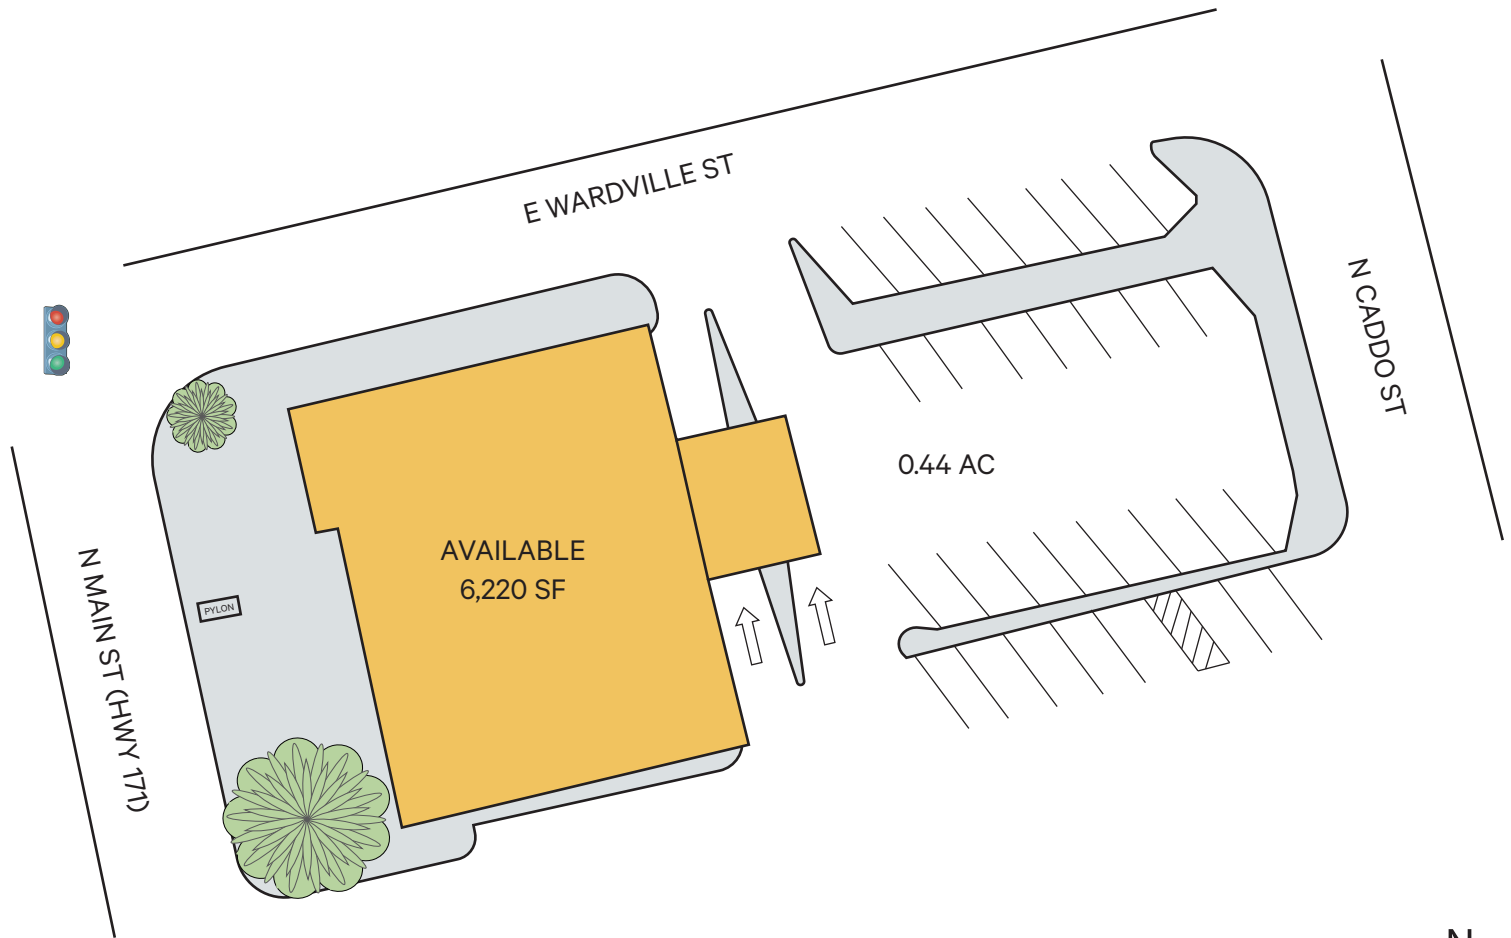 E WARDVILLE ST
N CADDO ST
0.44 AC
AVAILABLE
6,220 SF
PYLON
N MAIN ST (HWY 171)
N